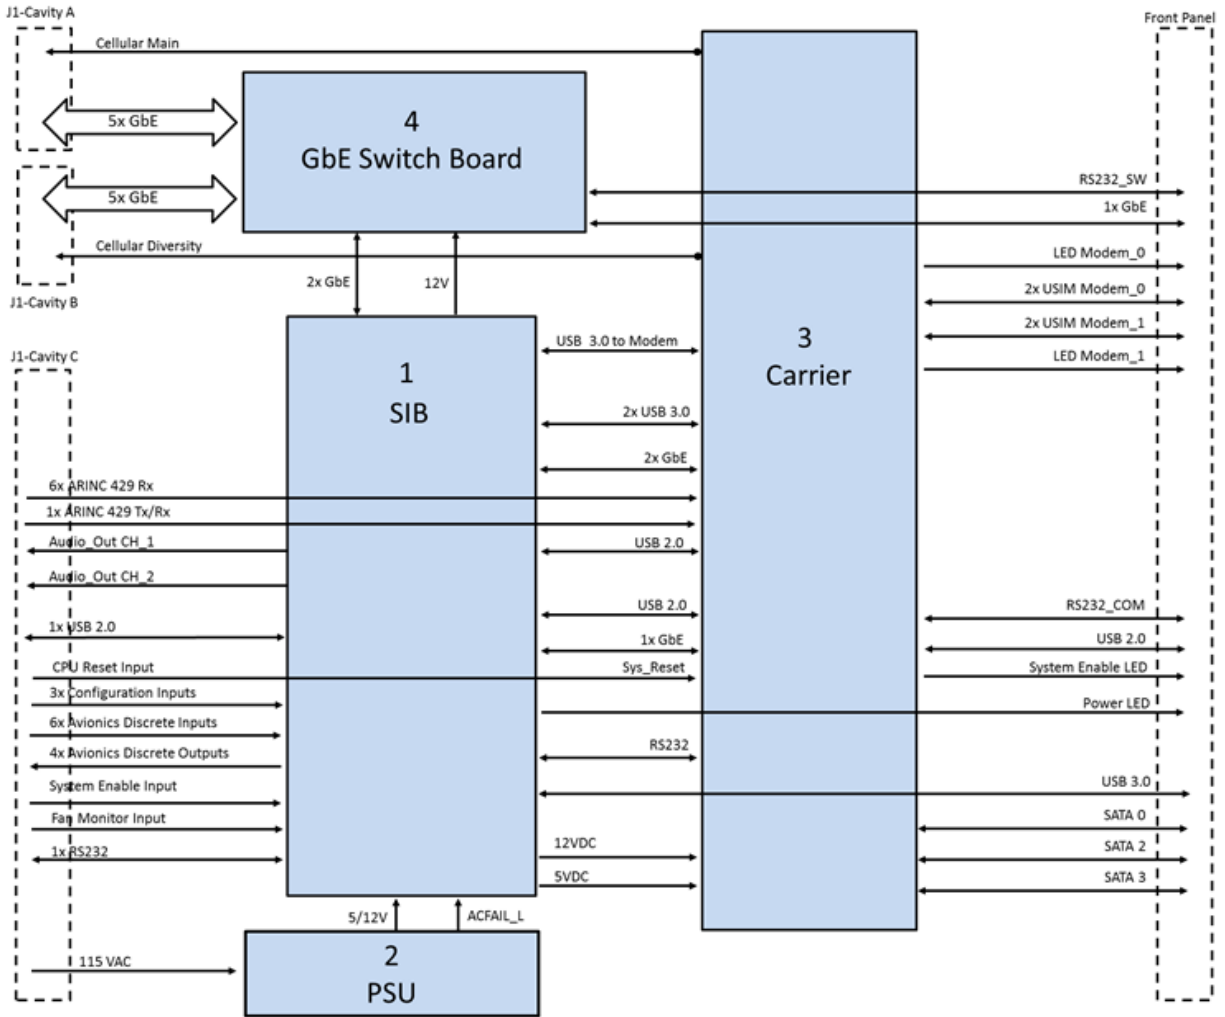 J1-Cavity A
Front Panel
Cellular Main
5x GbE
4
GbE Switch Board
RS232_SW
5x GbE
1x GbE
Cellular Diversity
LED Modem_0
2x GbE
12V
2x USIM Modem_0
J1-Cavity B
2x USIM Modem_1
3
Carrier
USB 3.0 to Modem
J1-Cavity C
LED Modem_1
1
SIB
2x USB 3.0
2x GbE
6x ARINC 429 Rx
1x ARINC 429 Tx/Rx
Audio_Out CH_1
USB 2.0
Audio_Out CH_2
USB 2.0
RS232_COM
1x USB 2.0
1x GbE
USB 2.0
CPU Reset Input
Sys_Reset
System Enable LED
3x Configuration Inputs
Power LED
6x Avionics Discrete Inputs
RS232
4x Avionics Discrete Outputs
System Enable Input
USB 3.0
Fan Monitor Input
SATA 0
1x RS232
12VDC
SATA 2
5VDC
SATA 3
5/12V
ACFAIL_L
2
PSU
115 VAC